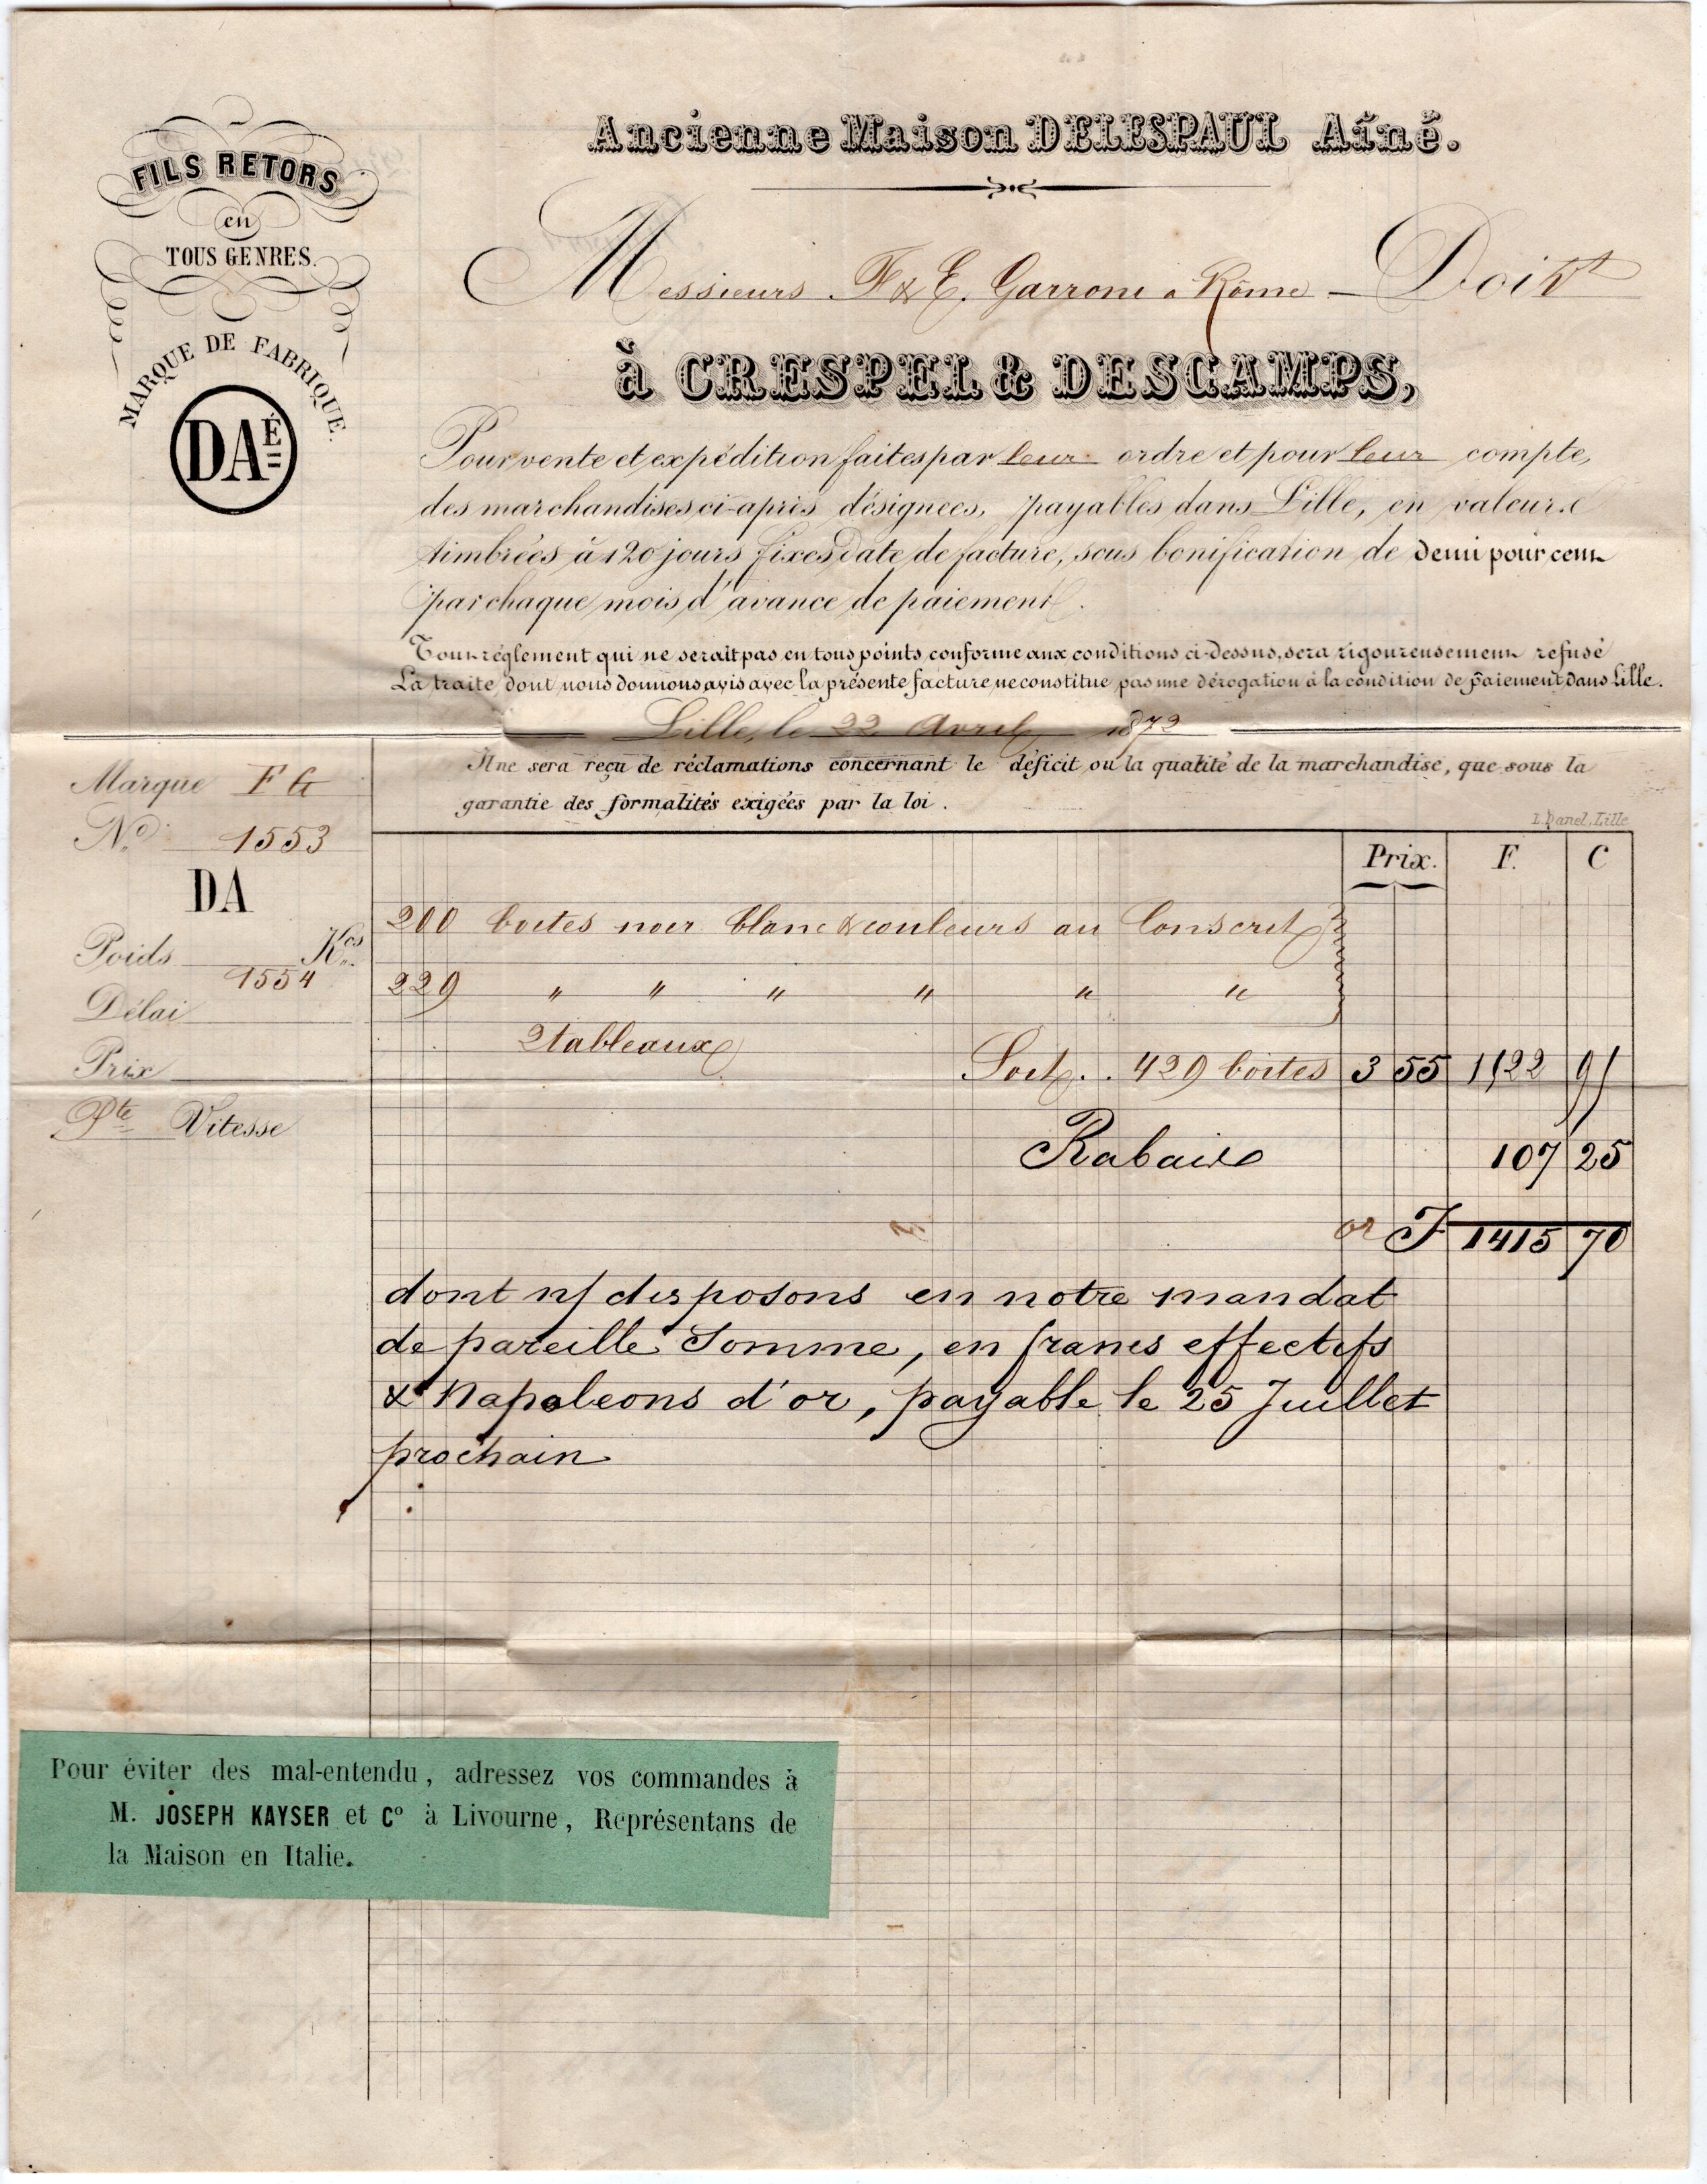 Ancienne Maison DELESPAUL Aîné.
FILS RETORS
en
TOUS GENRES.
MARQUE DE FABRIQUE.
DAÉ
Messieurs F & E. Garroni a Rome - Doiv.t
à CRESPEL & DESCAMPS,
Pour vente et expédition faites par leur ordre et pour leur compte,
des marchandises ci-après désignées, payables dans Lille, en valeurs
timbrées à 120 jours fixes date de facture, sous bonification de demi pour cent
par chaque mois d'avance de paiement.
Tout règlement qui ne serait pas en tous points conforme aux conditions ci-dessus, sera rigoureusement refusé
La traite dont nous donnons avis avec la présente facture, ne constitue pas une dérogation à la condition de paiement dans Lille.
Lille, le 22 Avril 1872
Il ne sera reçu de réclamations concernant le déficit ou la qualité de la marchandise, que sous la
garantie des formalités exigées par la loi.
L. Danel, Lille
Marque F G
N.o 1553
DA
Poids K.os
1554
Délai
Prix
P.te Vitesse
Prix. F. C
200 boites noir blanc & couleurs au Conscrit
229 " " " " " "
2 tableaux
Soit. . 429 boites 3 55 1522 95
Rabais 107 25
or F 1415 70
dont n/ disposons en notre mandat
de pareille Somme, en francs effectifs
& Napoleons d'or, payable le 25 Juillet
prochain
Pour éviter des mal-entendu, adressez vos commandes à
M. JOSEPH KAYSER et Co à Livourne, Représentans de
la Maison en Italie.